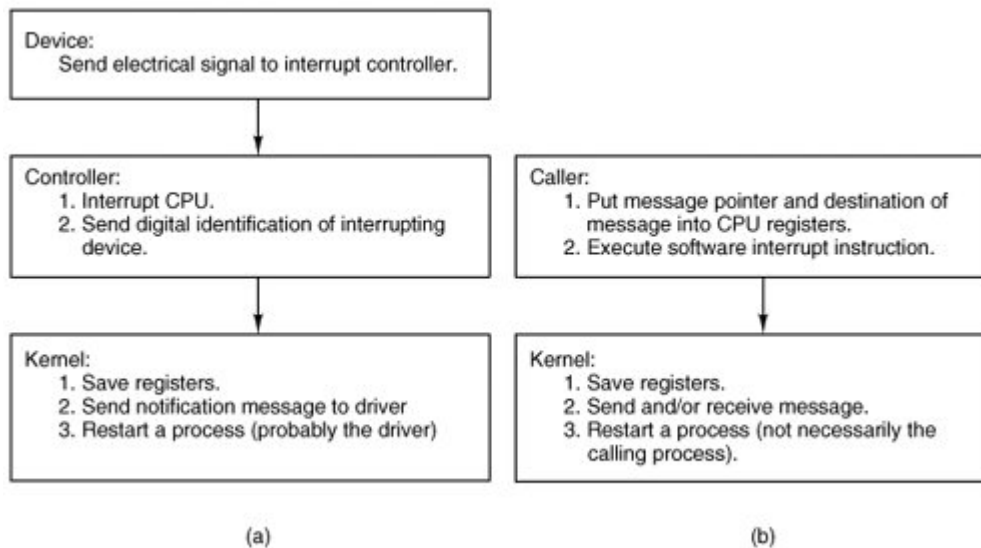 Device:
Send electrical signal to interrupt controller.
Controller:
1. Interrupt CPU.
2. Send digital identification of interrupting
device.
Kernel:
1. Save registers.
2. Send notification message to driver
3. Restart a process (probably the driver)
(a)
Caller:
1. Put message pointer and destination of
message into CPU registers.
2. Execute software interrupt instruction.
Kernel:
1. Save registers.
2. Send and/or receive message.
3. Restart a process (not necessarily the
calling process).
(b)